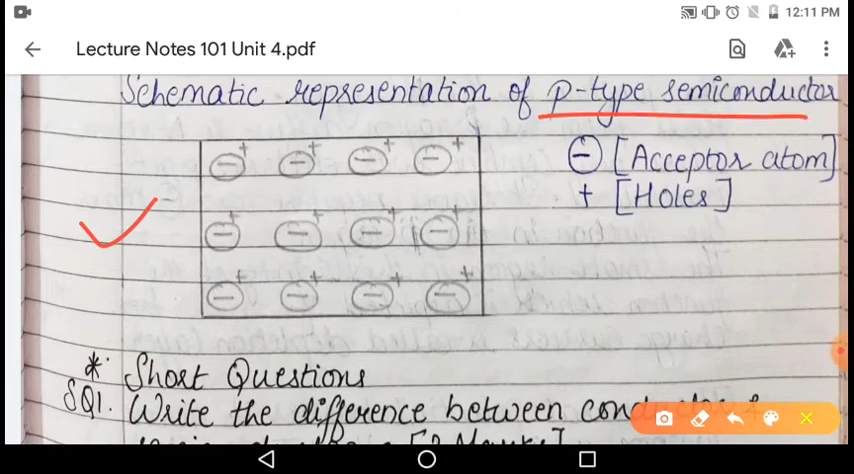 12:11 PM
Lecture Notes 101 Unit 4.pdf
Schematic representation of p-type semiconductor
⊖ [Acceptor atom]
+ [Holes]
⊖+ ⊖+ ⊖+ ⊖+
⊖+ ⊖+ ⊖+ ⊖+
⊖+ ⊖+ ⊖+ ⊖+
* Short Questions
SQ1. Write the difference between